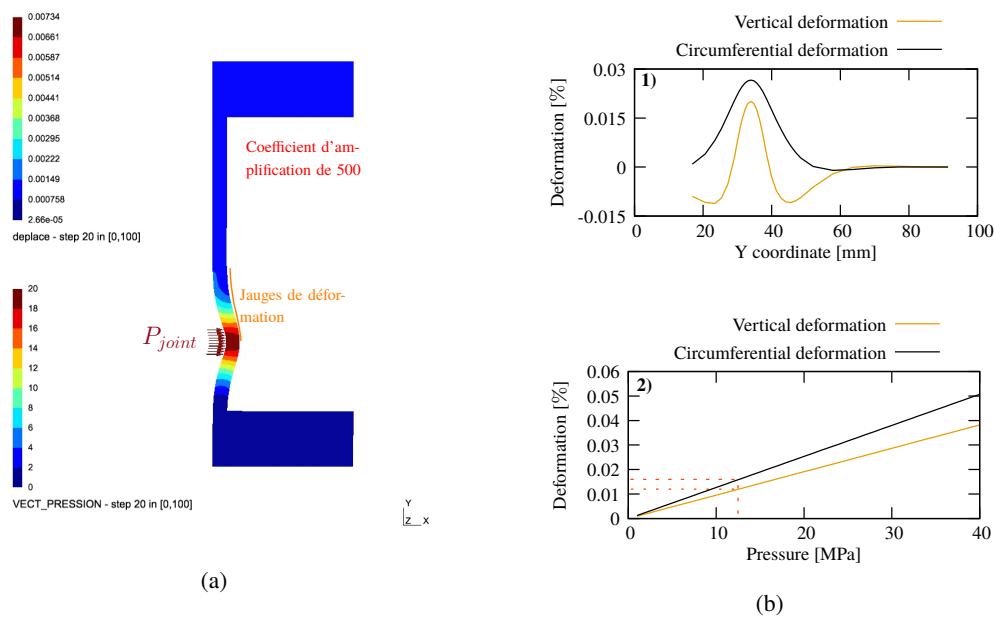 0.00734
0.00661
0.00587
0.00514
0.00441
0.00368
0.00295
0.00222
0.00149
0.000758
2.66e-05
deplace - step 20 in [0,100]
Coefficient d'am-
plification de 500
20
18
16
14
12
10
8
6
4
2
0
VECT_PRESSION - step 20 in [0,100]
Jauges de défor-
mation
P_joint
Y
Z X
(a)
Vertical deformation
Circumferential deformation
1)
Deformation [%]
0.03
0.015
0
-0.015
0 20 40 60 80 100
Y coordinate [mm]
Vertical deformation
Circumferential deformation
2)
Deformation [%]
0.06
0.05
0.04
0.03
0.02
0.01
0
0 10 20 30 40
Pressure [MPa]
(b)